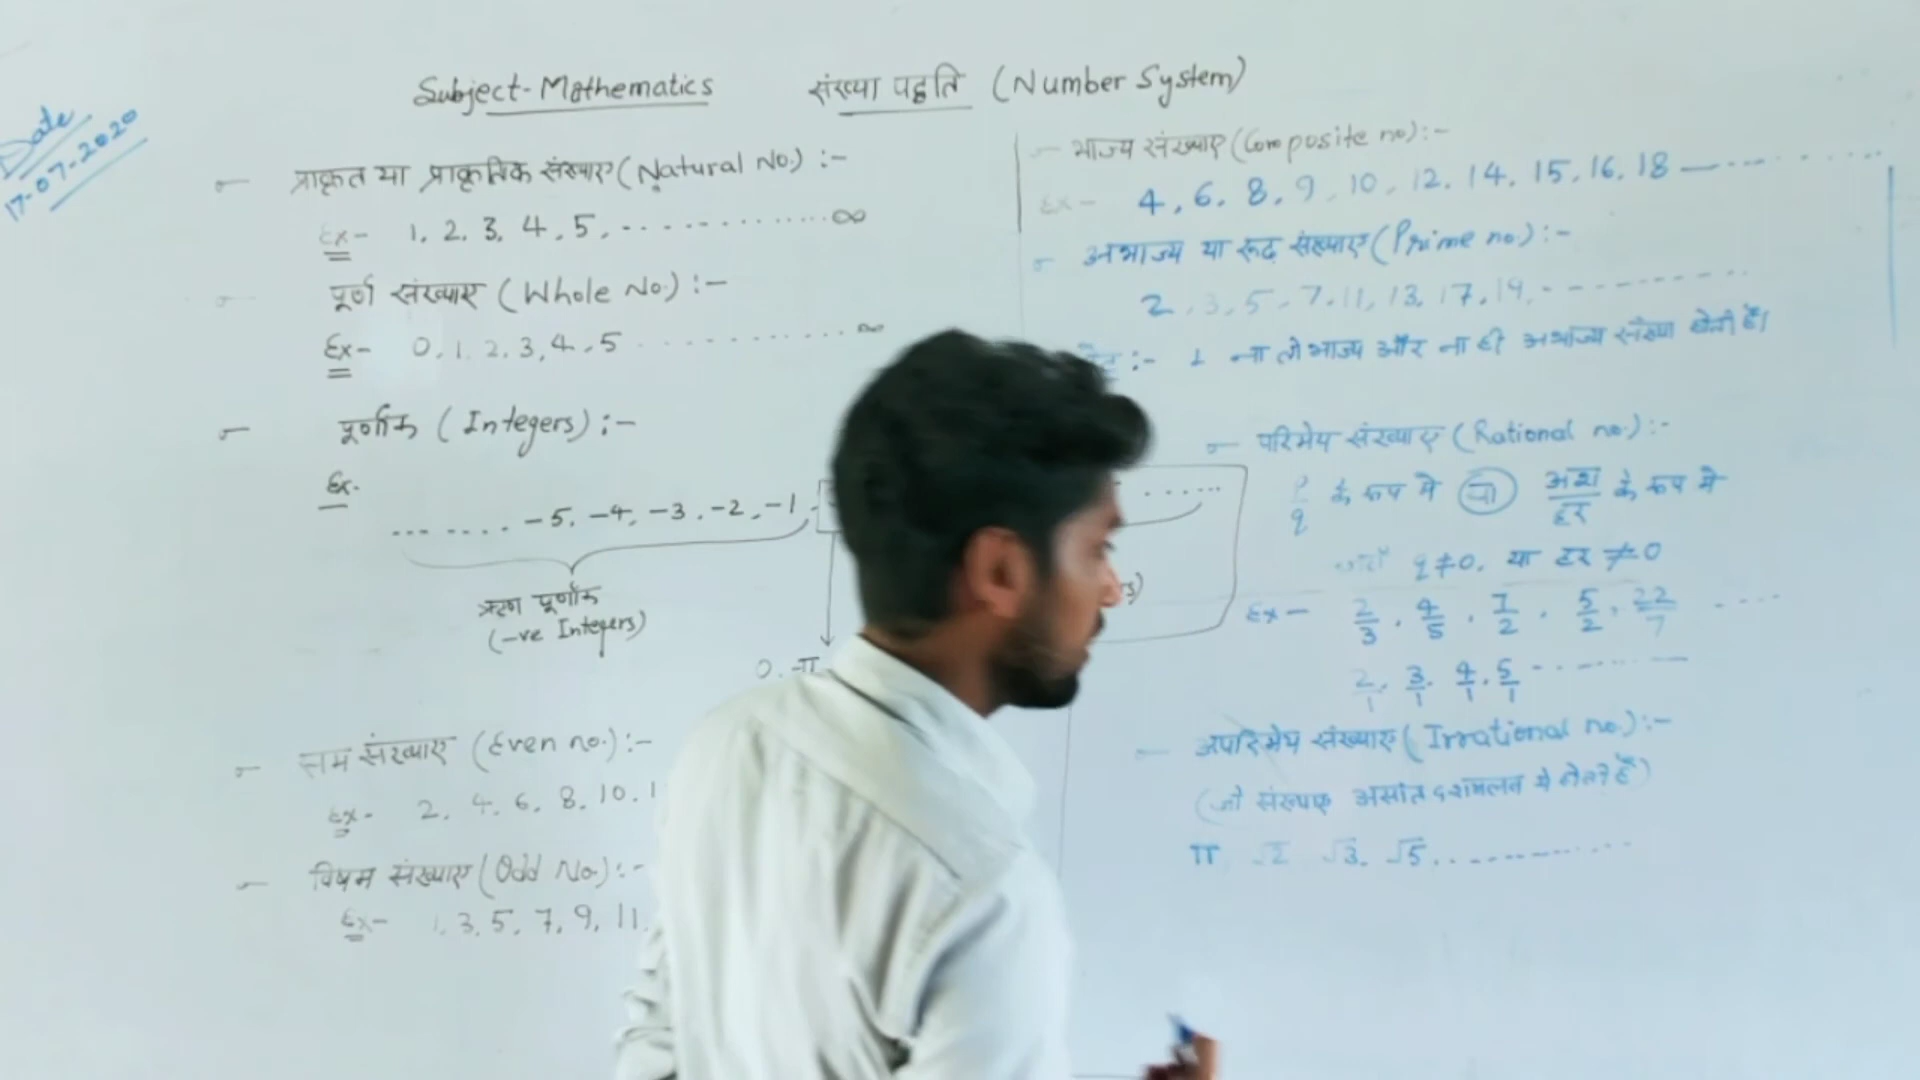 Date
17-07-2020
Subject-Mathematics संख्या पद्धति (Number System)
प्राकृत या प्राकृतिक संख्याए (Natural No.) :-
Ex- 1, 2, 3, 4, 5, ............. ∞
पूर्ण संख्याए (Whole No.) :-
Ex- 0, 1, 2, 3, 4, 5 ............ ∞
पूर्णांक (Integers) :-
Ex.
... .... -5, -4, -3, -2, -1,
ऋण पूर्णांक
(-ve Integers)
सम संख्याए (Even no.) :-
Ex- 2, 4, 6, 8, 10, 1
विषम संख्याए (Odd No.) :-
Ex- 1, 3, 5, 7, 9, 11,
भाज्य संख्याए (Composite no) :-
Ex- 4, 6, 8, 9, 10, 12, 14, 15, 16, 18 — ........
अभाज्य या रूढ़ संख्याए (Prime no.) :-
2, 3, 5, 7, 11, 13, 17, 19, - - - - - - - -
:- 1 ना तो भाज्य और ना ही अभाज्य संख्या होती है।
परिमेय संख्याए (Rational no.) :-
p/q के रूप मे (या) अंश/हर के रूप मे
जहाँ q≠0, या हर ≠0
Ex- 2/3, 4/5, 7/2, 5/2, 22/7 ....
2/1, 3/1, 4/1, 5/1 - - - - - -
अपरिमेय संख्याए (Irrational no.) :-
(जो संख्याए असांत दशमलव मे होती है)
π √2 √3, √5, ............